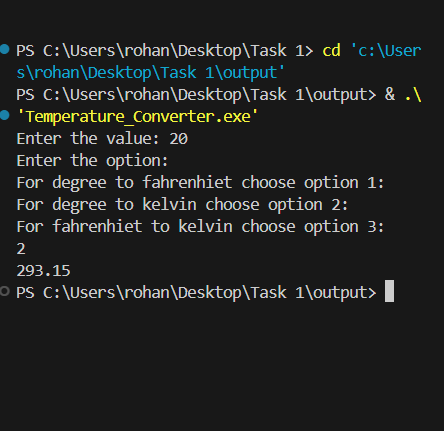 PS C:\Users\rohan\Desktop\Task 1> cd 'c:\User
s\rohan\Desktop\Task 1\output'
PS C:\Users\rohan\Desktop\Task 1\output> & .\
'Temperature_Converter.exe'
Enter the value: 20
Enter the option:
For degree to fahrenhiet choose option 1:
For degree to kelvin choose option 2:
For fahrenhiet to kelvin choose option 3:
2
293.15
PS C:\Users\rohan\Desktop\Task 1\output>